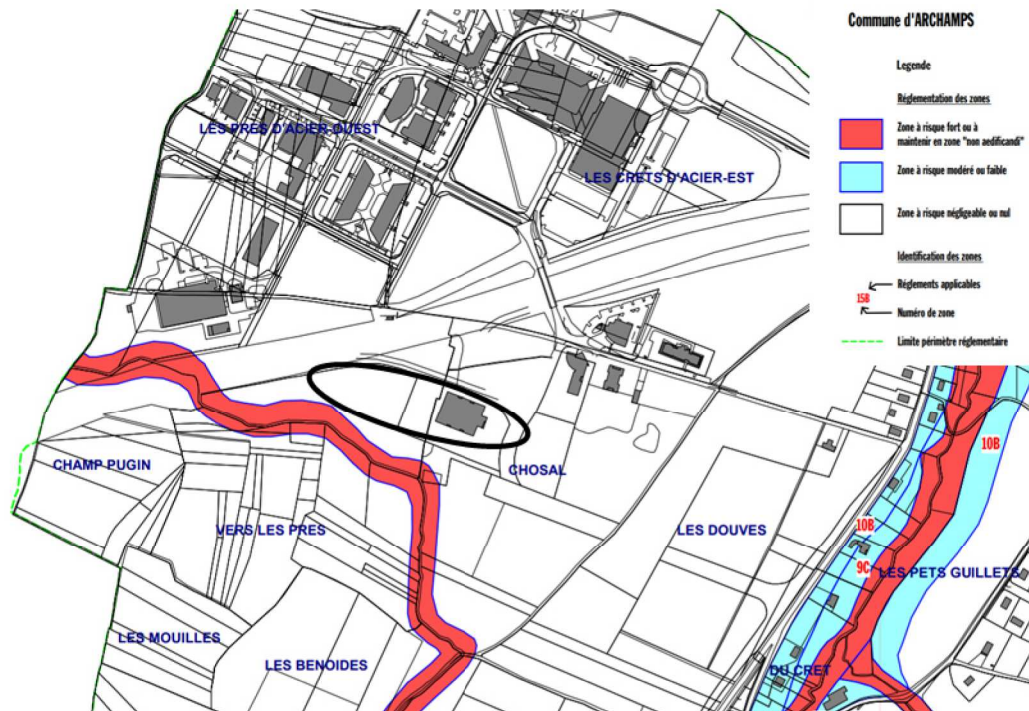 Commune d'ARCHAMPS
Legende
Réglementation des zones
Zone à risque fort ou à
maintenir en zone "non aedificandi"
Zone à risque modéré ou faible
Zone à risque négligeable ou nul
Identification des zones
Réglements applicables
15B
Numéro de zone
Limite périmètre réglementaire
LES PRES D'ACIER-OUEST
LES CRETS D'ACIER-EST
CHAMP PUGIN
CHOSAL
VERS LES PRES
LES DOUVES
10B
10B
9C
LES PETS GUILLETS
LES MOUILLES
LES BENOIDES
DU CRET